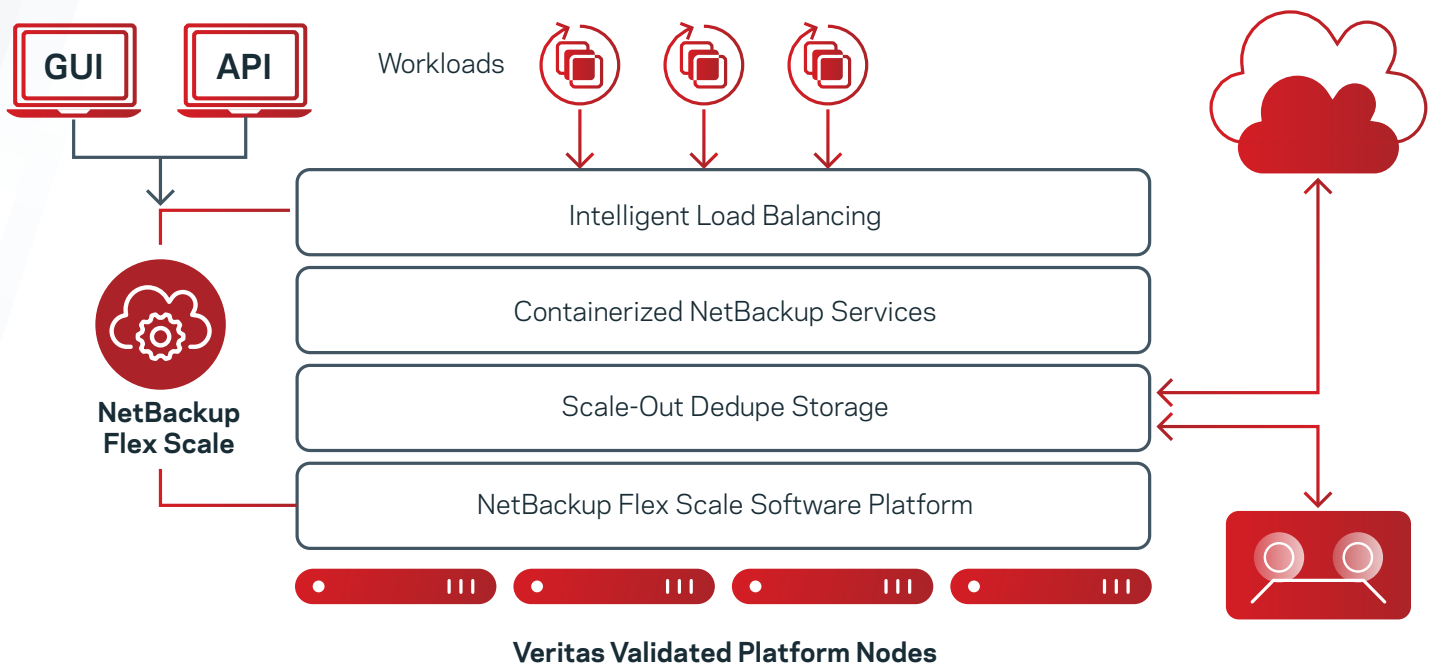 GUI
API
Workloads
Intelligent Load Balancing
Containerized NetBackup Services
Scale-Out Dedupe Storage
NetBackup Flex Scale Software Platform
NetBackup
Flex Scale
Veritas Validated Platform Nodes